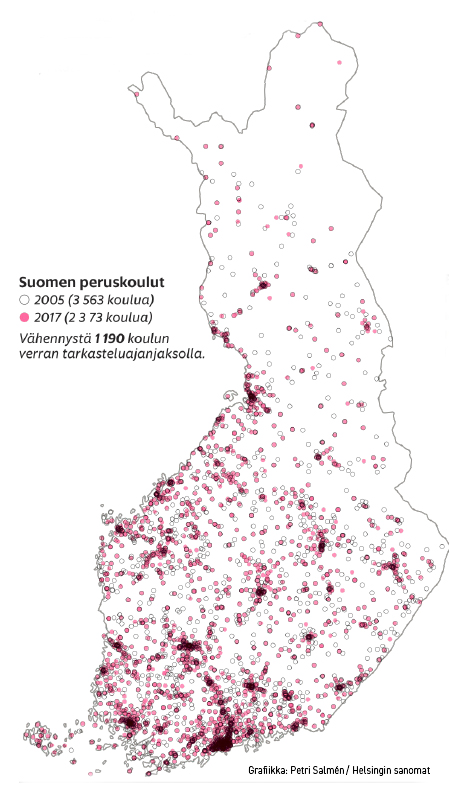 Suomen peruskoulut
2005 (3 563 koulua)
2017 (2 3 73 koulua)
Vähennystä 1 190 koulun
verran tarkasteluajanjaksolla.
Grafiikka: Petri Salmén / Helsingin sanomat